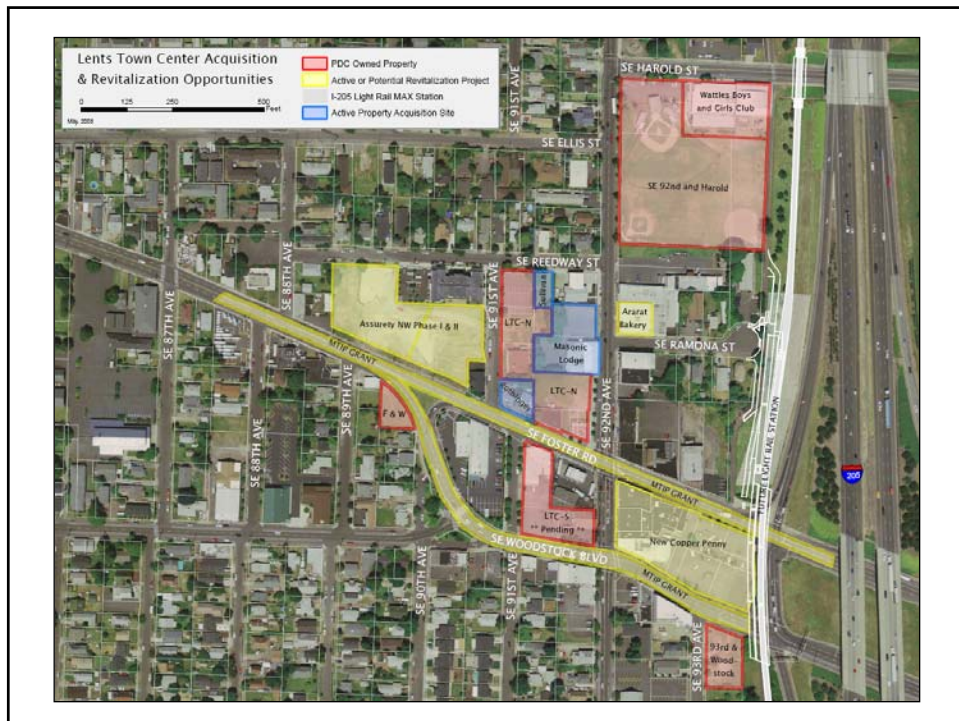 Lents Town Center Acquisition
& Revitalization Opportunities
0 125 250 500
Feet
May, 2008
PDC Owned Property
Active or Potential Revitalization Project
I-205 Light Rail MAX Station
Active Property Acquisition Site
SE 91ST AVE
SE HAROLD ST
Wattles Boys
and Girls Club
SE ELLIS ST
SE 92nd and Harold
SE REEDWAY ST
SE 87TH AVE
SE 88TH AVE
SE 91ST AVE
Assurety NW Phase I & II
LTC-N
Masonic
Lodge
Ararat
Bakery
SE RAMONA ST
MTIP GRANT
SE 89TH AVE
F & W
LTC-N
SE 92ND AVE
SE FOSTER RD
FUTURE LIGHT RAIL STATION
205
SE 88TH AVE
MTIP GRANT
LTC-S
** Pending **
SE WOODSTOCK BLVD
New Copper Penny
MTIP GRANT
SE 90TH AVE
SE 91ST AVE
SE 93RD AVE
93rd &
Wood-
stock